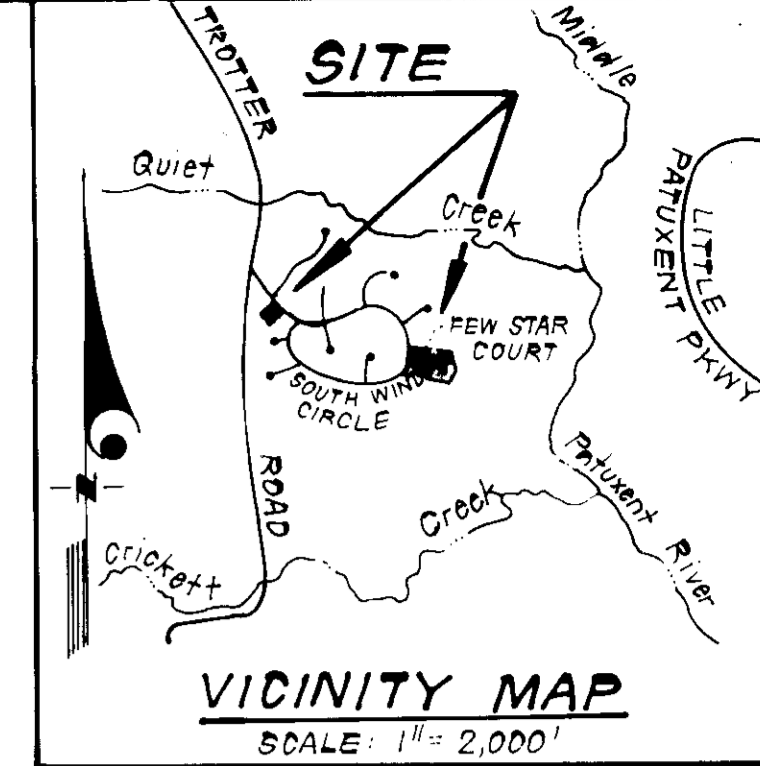 SITE
TROTTER
Middle
Quiet
Creek
LITTLE
PATUXENT PKWY
FEW STAR
COURT
SOUTH WIND
CIRCLE
ROAD
N
Creek
Patuxent River
Crickett
VICINITY MAP
SCALE: 1"= 2,000'